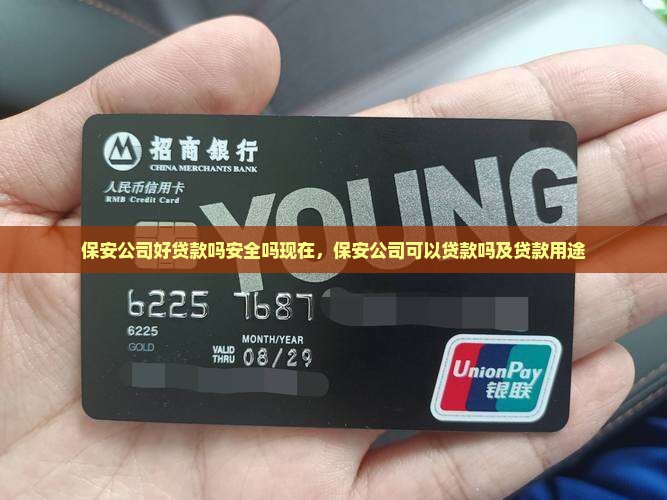 招商银行
CHINA MERCHANTS BANK
人民币信用卡
RMB Credit Card
YOUNG
保安公司好贷款吗安全吗现在，保安公司可以贷款吗及贷款用途
6225 7687
6225
GOLD
VALID THRU
MONTH/YEAR
08/29
UnionPay
银联